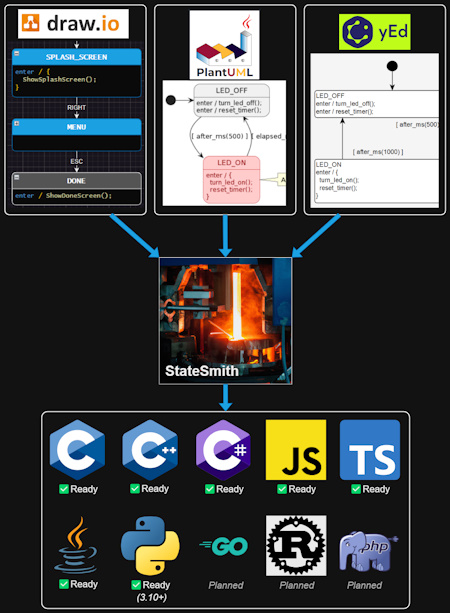 draw.io
SPLASH_SCREEN
enter / {
ShowSplashScreen();
}
RIGHT
MENU
ESC
DONE
enter / ShowDoneScreen();
PlantUML
LED_OFF
enter / turn_led_off();
enter / reset_timer();
[ after_ms(500) ]
[ elapsed_
LED_ON
enter / {
turn_led_on();
reset_timer();
}
A
yEd
LED_OFF
enter / turn_led_off();
enter / reset_timer();
[ after_ms(500)
[ after_ms(1000) ]
LED_ON
enter / {
turn_led_on();
reset_timer();
}
StateSmith
C
C++
C#
JS
TS
Ready
Ready
Ready
Ready
Ready
GO
R
php
Ready
Ready
Planned
Planned
Planned
(3.10+)